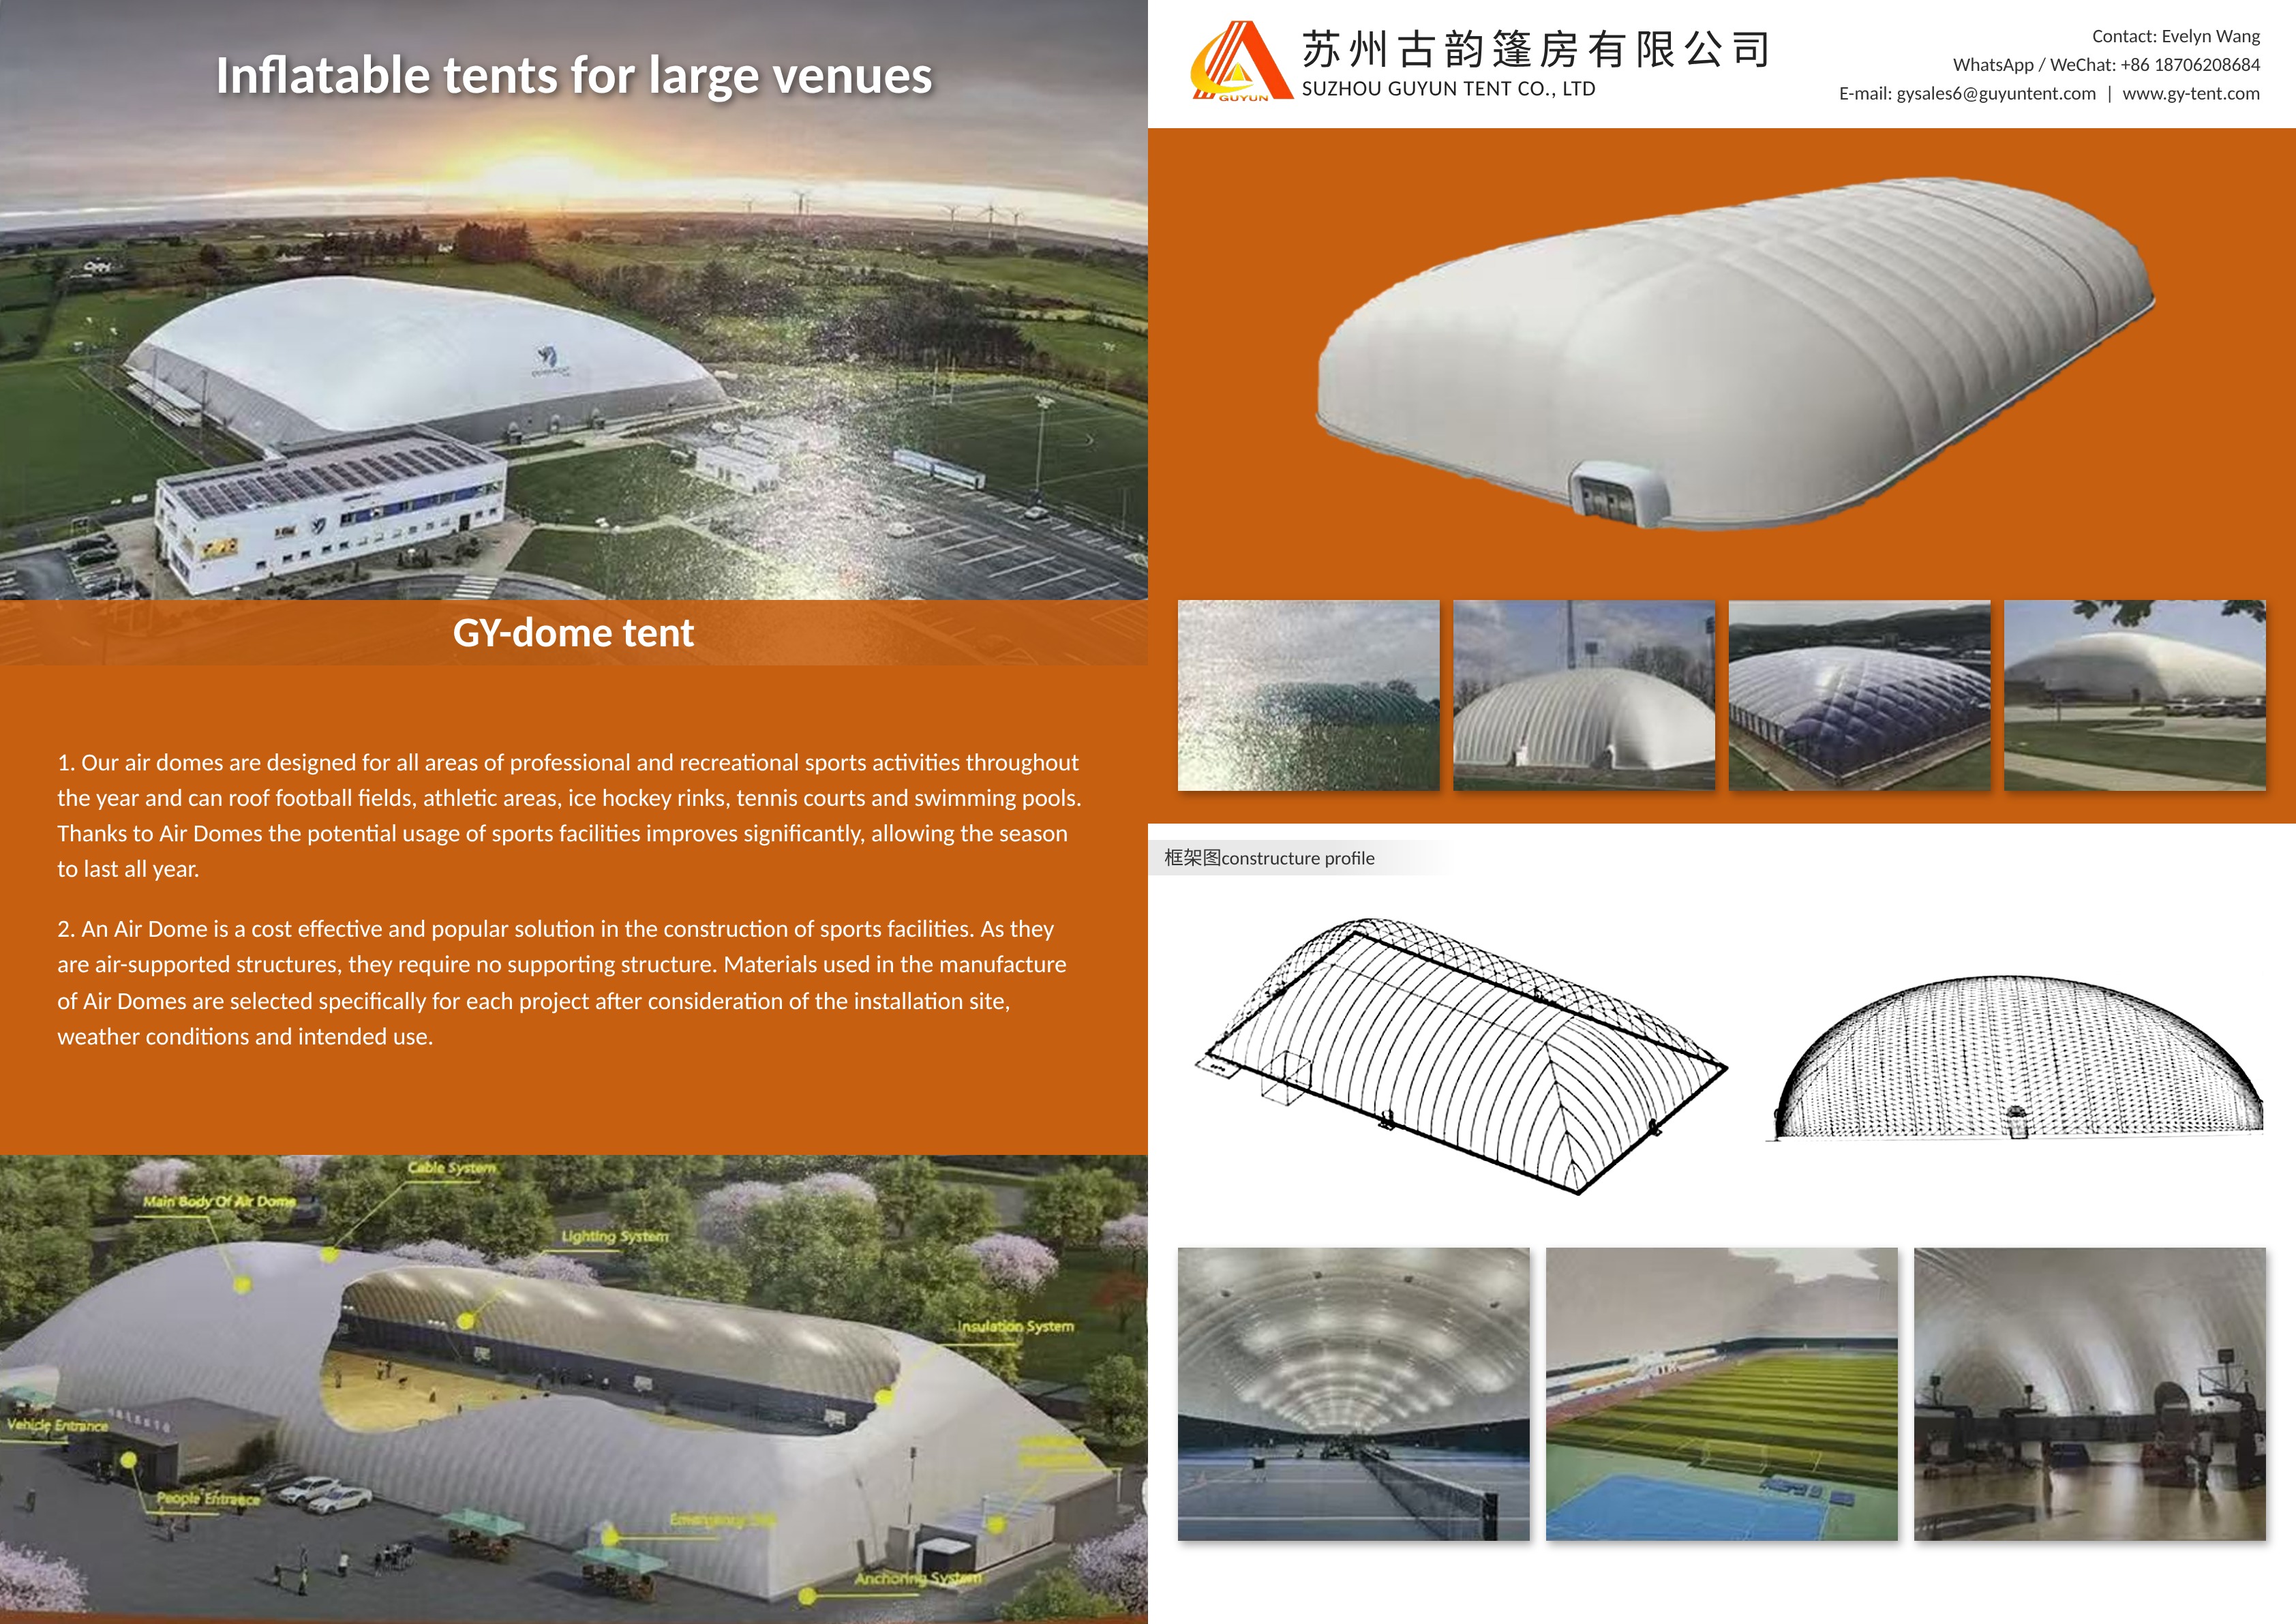 Inflatable tents for large venues
GY-dome tent
1. Our air domes are designed for all areas of professional and recreational sports activities throughout
the year and can roof football fields, athletic areas, ice hockey rinks, tennis courts and swimming pools.
Thanks to Air Domes the potential usage of sports facilities improves significantly, allowing the season
to last all year.
2. An Air Dome is a cost effective and popular solution in the construction of sports facilities. As they
are air-supported structures, they require no supporting structure. Materials used in the manufacture
of Air Domes are selected specifically for each project after consideration of the installation site,
weather conditions and intended use.
Cable System
Main Body Of Air Dome
Lighting System
Insulation System
Vehicle Entrance
People Entrance
Emergency
Anchoring System
GUYUN
苏州古韵篷房有限公司
SUZHOU GUYUN TENT CO., LTD
Contact: Evelyn Wang
WhatsApp / WeChat: +86 18706208684
E-mail: gysales6@guyuntent.com | www.gy-tent.com
框架图constructure profile